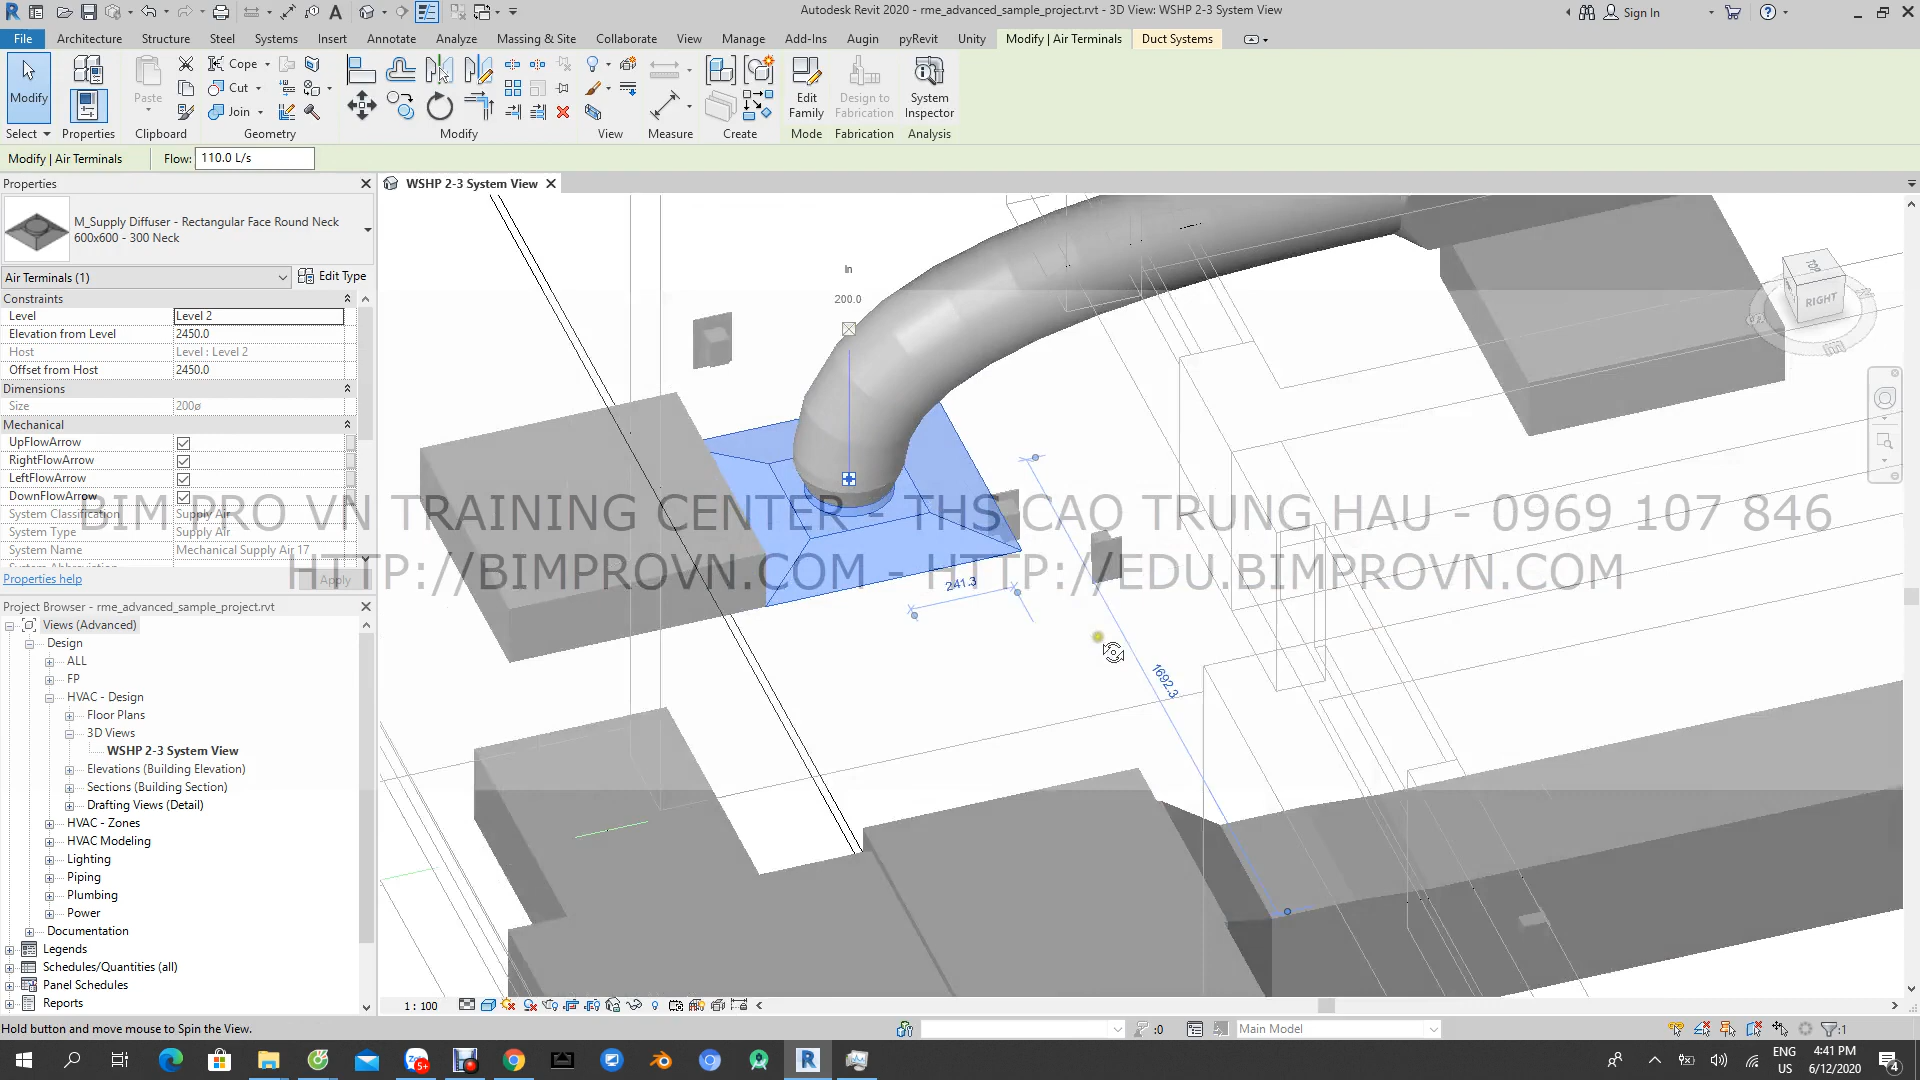 Autodesk Revit 2020 - rme_advanced_sample_project.rvt - 3D View: WSHP 2-3 System View
Sign In
File Architecture Structure Steel Systems Insert Annotate Analyze Massing & Site Collaborate View Manage Add-Ins Augin pyRevit Unity Modify | Air Terminals Duct Systems
Modify
Paste
Cope
Cut
Join
Edit Family
Design to Fabrication
System Inspector
Select Properties Clipboard Geometry Modify View Measure Create Mode Fabrication Analysis
Modify | Air Terminals Flow: 110.0 L/s
Properties
WSHP 2-3 System View
M_Supply Diffuser - Rectangular Face Round Neck
600x600 - 300 Neck
Air Terminals (1) Edit Type
Constraints
Level Level 2
Elevation from Level 2450.0
Host Level : Level 2
Offset from Host 2450.0
Dimensions
Size 200ø
Mechanical
UpFlowArrow
RightFlowArrow
LeftFlowArrow
DownFlowArrow
System Classification Supply Air
System Type Supply Air
System Name Mechanical Supply Air 17
Properties help Apply
In
200.0
241.3
1692.3
TOP
RIGHT
BIM PRO VN TRAINING CENTER - THS CAO TRUNG HAU - 0969 107 846
HTTP://BIMPROVN.COM - HTTP://EDU.BIMPROVN.COM
Project Browser - rme_advanced_sample_project.rvt
Views (Advanced)
Design
ALL
FP
HVAC - Design
Floor Plans
3D Views
WSHP 2-3 System View
Elevations (Building Elevation)
Sections (Building Section)
Drafting Views (Detail)
HVAC - Zones
HVAC Modeling
Lighting
Piping
Plumbing
Power
Documentation
Legends
Schedules/Quantities (all)
Panel Schedules
Reports
1 : 100
Hold button and move mouse to Spin the View.
:0
Main Model
:1
5+
ENG
US
4:41 PM
6/12/2020
4